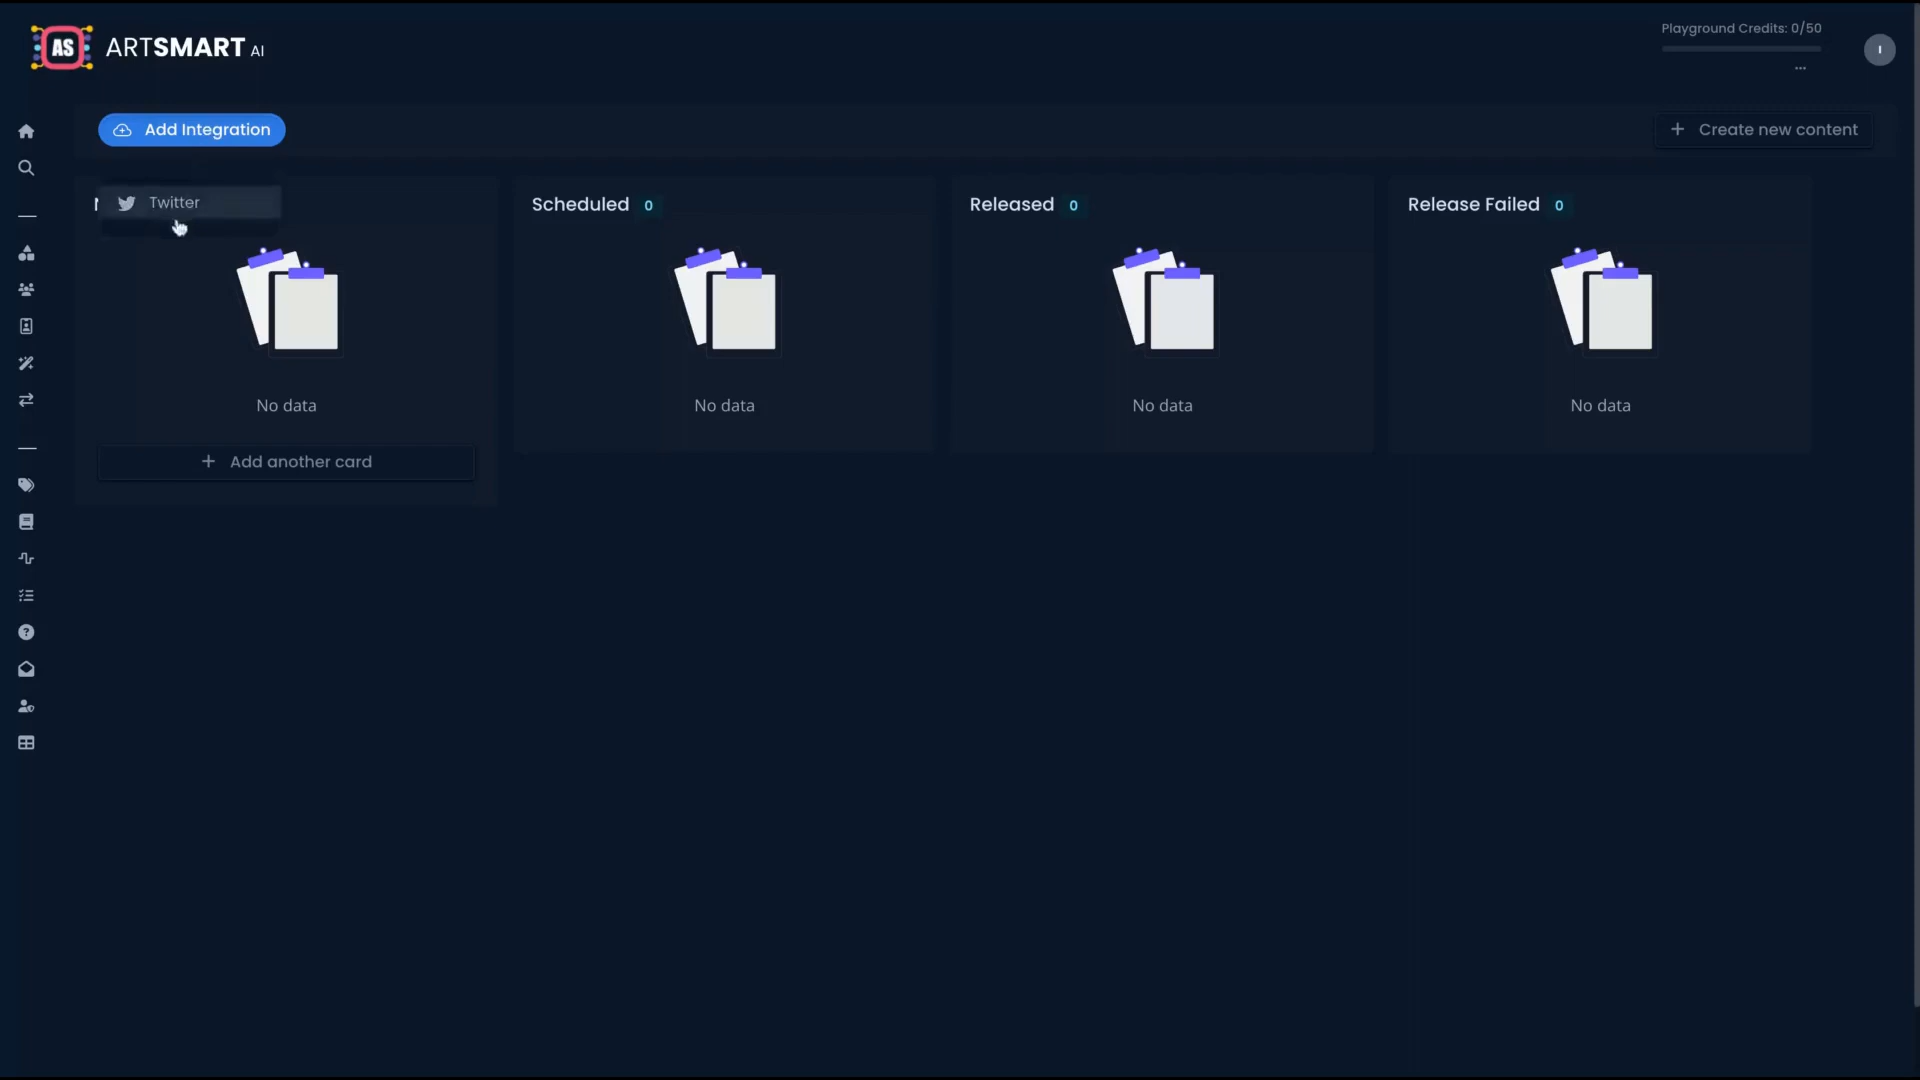 AS ARTSMART AI
Playground Credits: 0/50
...
I
Add Integration
+ Create new content
Twitter
Scheduled 0
Released 0
Release Failed 0
No data
No data
No data
No data
+ Add another card